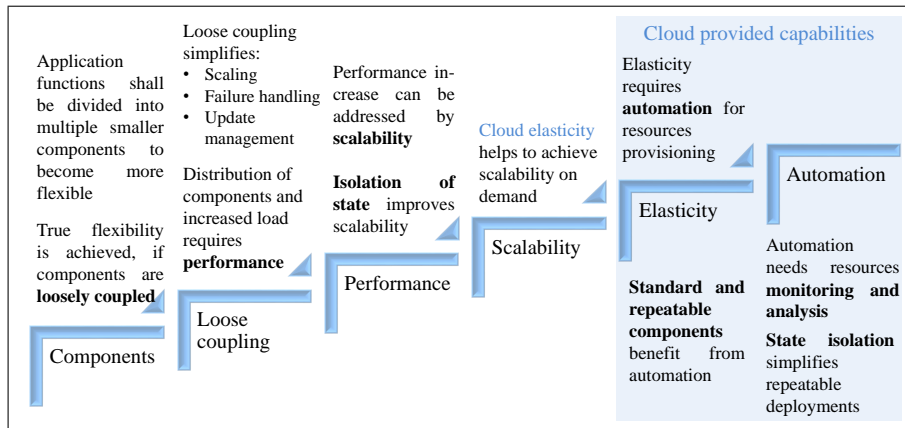 Application
functions shall
be divided into
multiple smaller
components to
become more
flexible
True flexibility
is achieved, if
components are
loosely coupled
Components
Loose coupling
simplifies:
• Scaling
• Failure handling
• Update
management
Distribution of
components and
increased load
requires
performance
Loose
coupling
Performance in-
crease can be
addressed by
scalability
Isolation of
state improves
scalability
Performance
Cloud elasticity
helps to achieve
scalability on
demand
Scalability
Cloud provided capabilities
Elasticity
requires
automation for
resources
provisioning
Elasticity
Standard and
repeatable
components
benefit from
automation
Automation
Automation
needs resources
monitoring and
analysis
State isolation
simplifies
repeatable
deployments